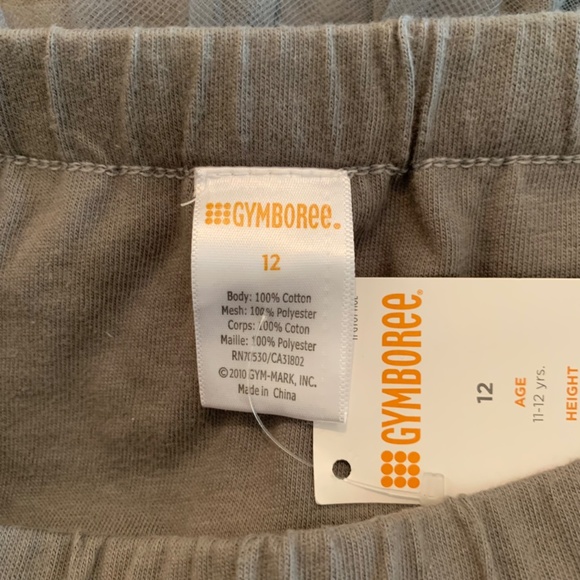 GYMBOREE.
12
Body: 100% Cotton
Mesh: 100% Polyester
Corps: 100% Coton
Maille: 100% Polyester
RN70530/CA31802
©2010 GYM-MARK, INC.
Made in China
GYMBOREE.
12
AGE
11-12 yrs.
HEIGHT